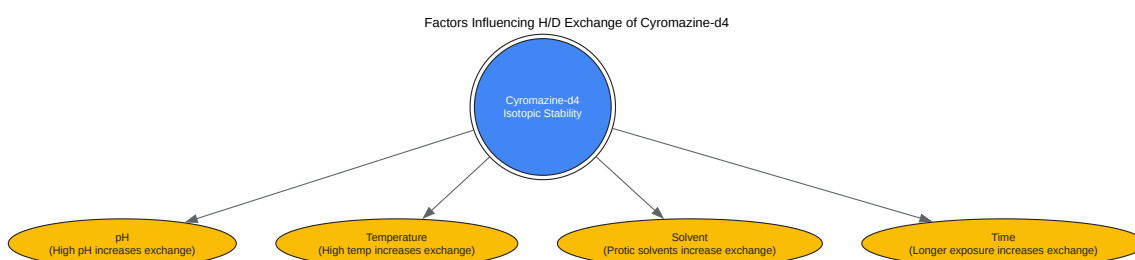 Factors Influencing H/D Exchange of Cyromazine-d4
Cyromazine-d4
Isotopic Stability
pH
(High pH increases exchange)
Temperature
(High temp increases exchange)
Solvent
(Protic solvents increase exchange)
Time
(Longer exposure increases exchange)